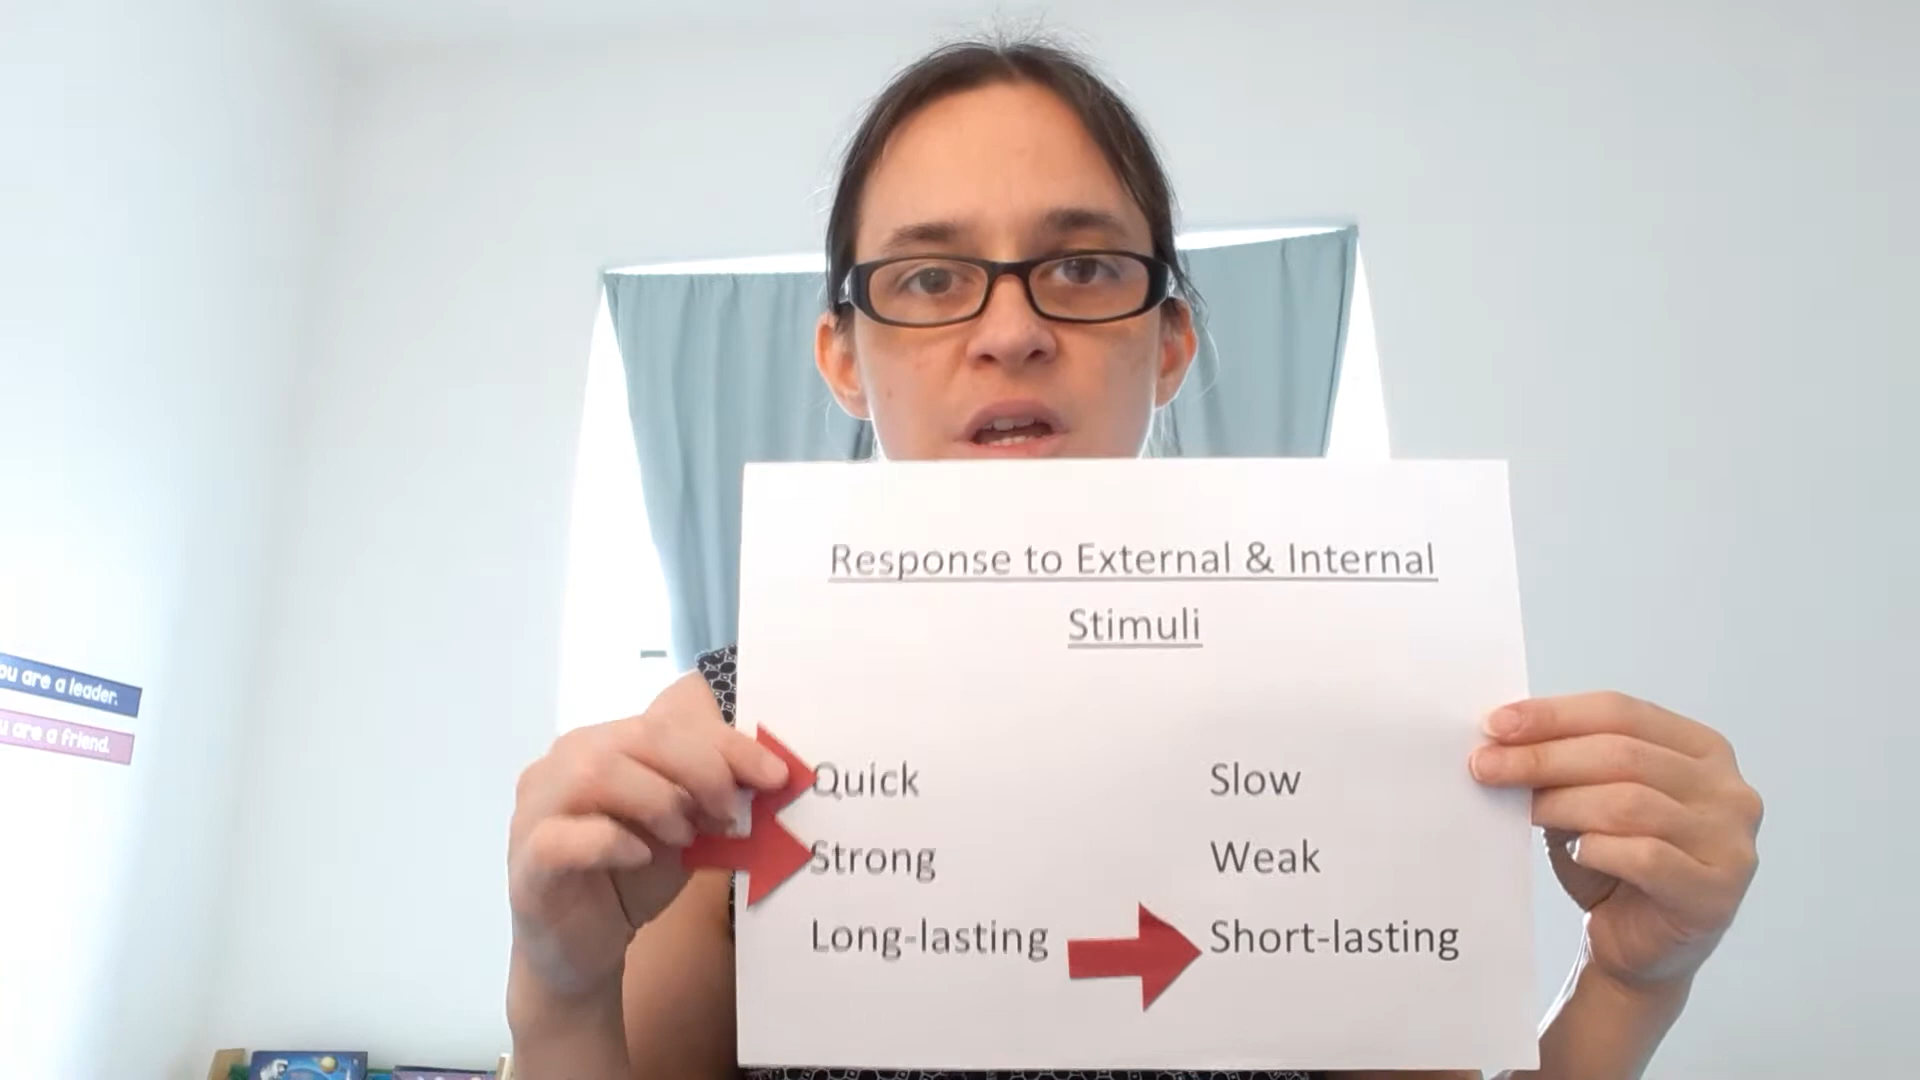 Response to External & Internal
Stimuli
Quick Slow
Strong Weak
Long-lasting Short-lasting
ou are a leader.
u are a friend.